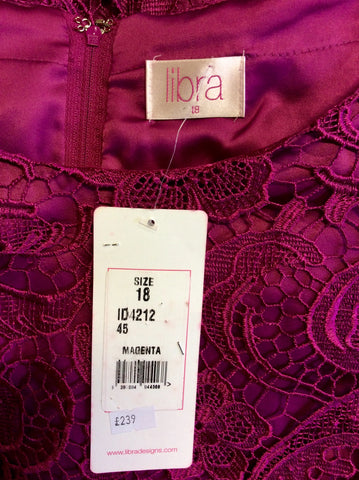 libra
18
SIZE
18
ID4212
45
MAGENTA
£239
www.libradesigns.com